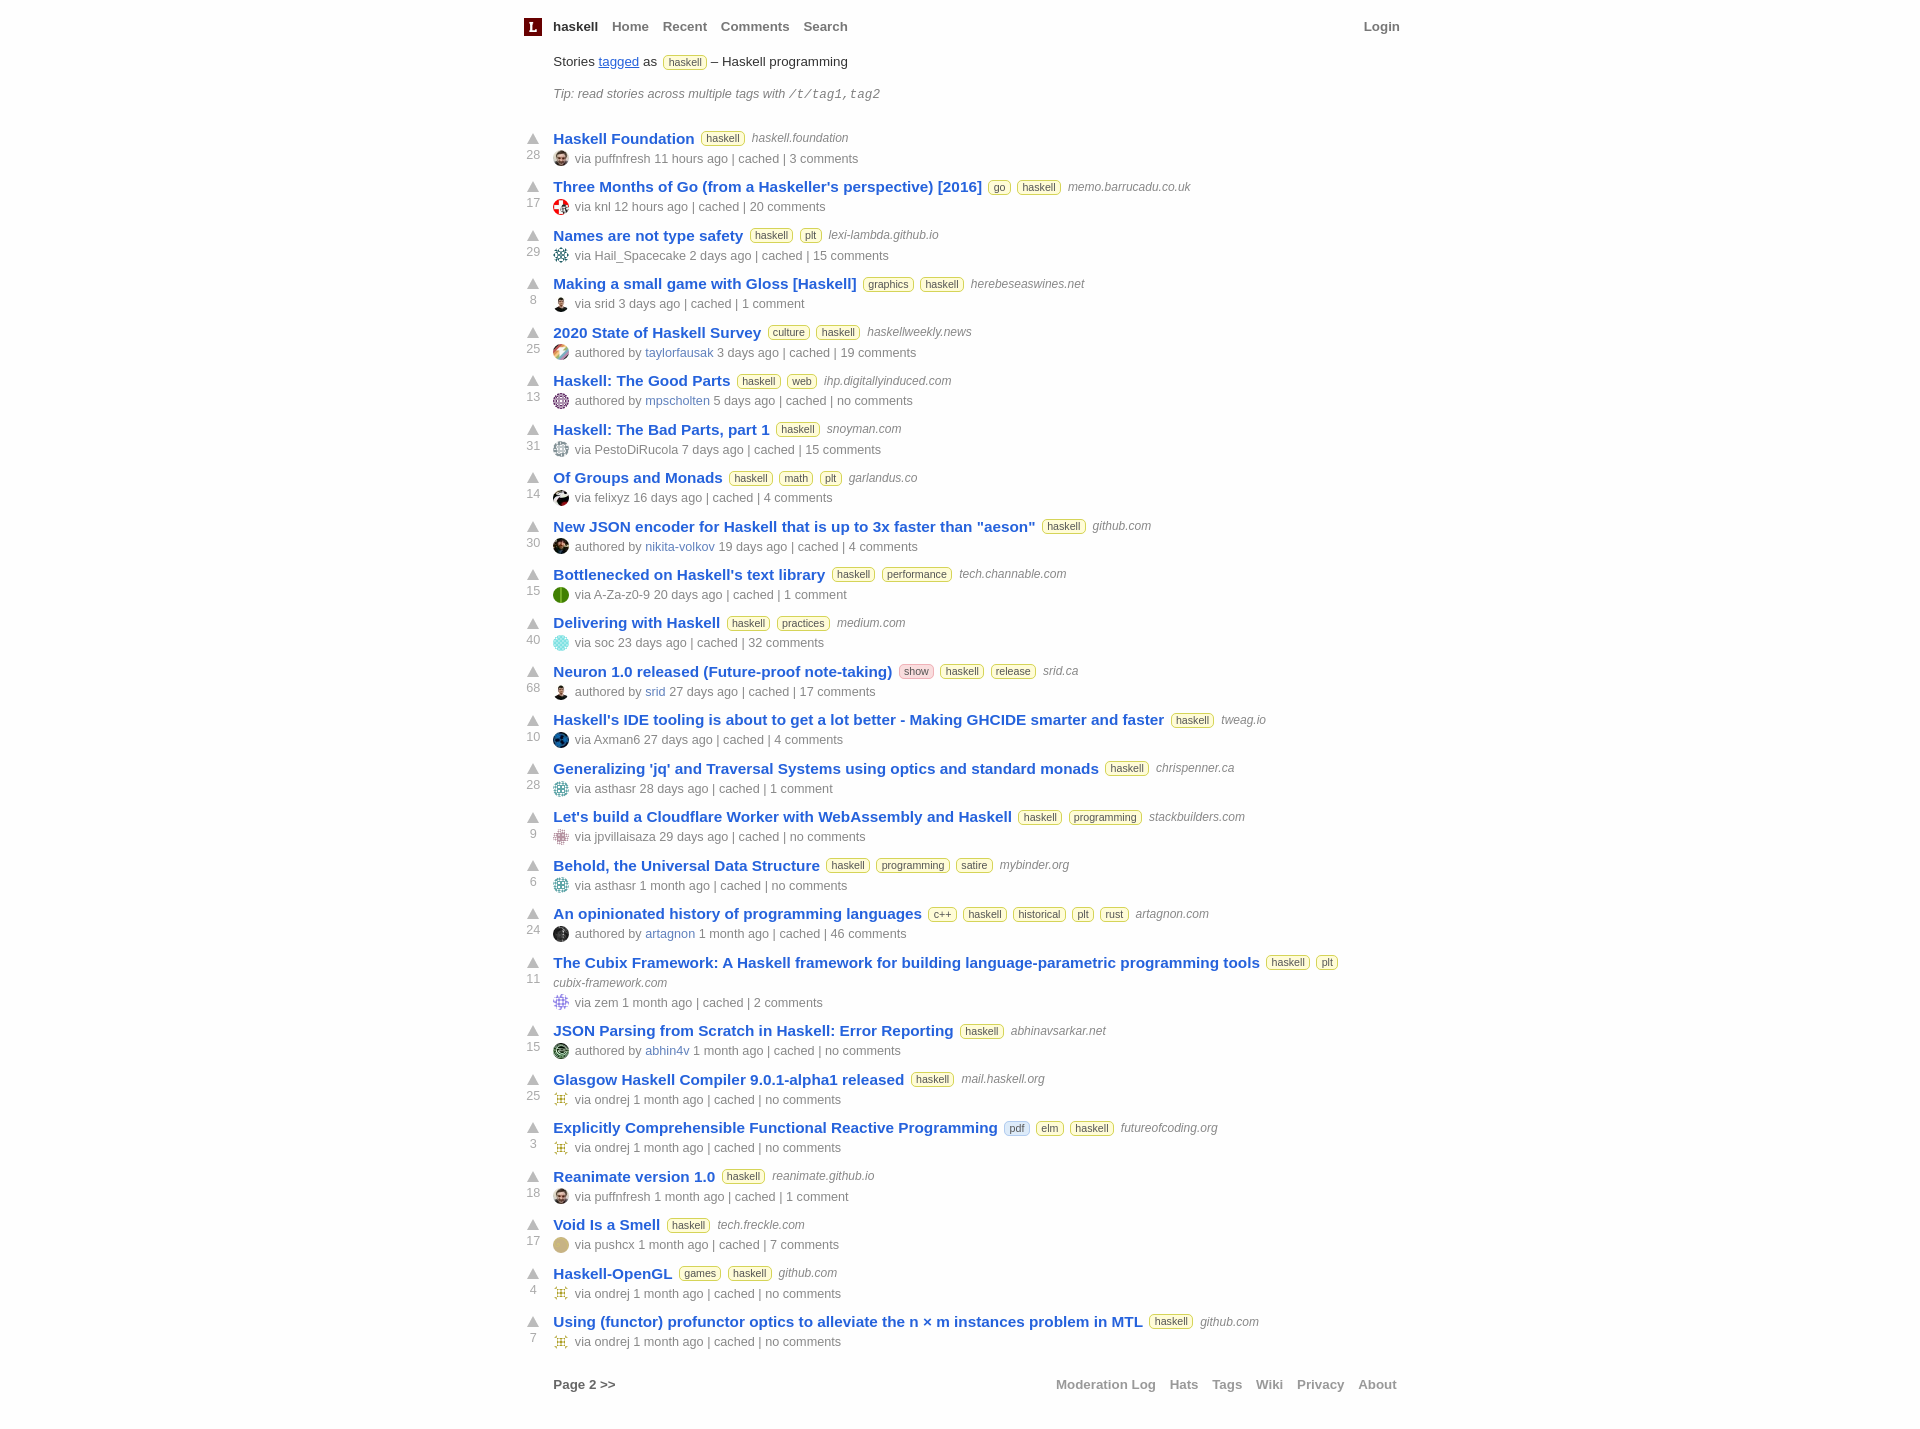 L haskell Home Recent Comments Search Login
Stories tagged as haskell – Haskell programming
Tip: read stories across multiple tags with /t/tag1,tag2
Haskell Foundation haskell haskell.foundation
28 via puffnfresh 11 hours ago | cached | 3 comments
Three Months of Go (from a Haskeller's perspective) [2016] go haskell memo.barrucadu.co.uk
17 via knl 12 hours ago | cached | 20 comments
Names are not type safety haskell plt lexi-lambda.github.io
29 via Hail_Spacecake 2 days ago | cached | 15 comments
Making a small game with Gloss [Haskell] graphics haskell herebeseaswines.net
8 via srid 3 days ago | cached | 1 comment
2020 State of Haskell Survey culture haskell haskellweekly.news
25 authored by taylorfausak 3 days ago | cached | 19 comments
Haskell: The Good Parts haskell web ihp.digitallyinduced.com
13 authored by mpscholten 5 days ago | cached | no comments
Haskell: The Bad Parts, part 1 haskell snoyman.com
31 via PestoDiRucola 7 days ago | cached | 15 comments
Of Groups and Monads haskell math plt garlandus.co
14 via felixyz 16 days ago | cached | 4 comments
New JSON encoder for Haskell that is up to 3x faster than "aeson" haskell github.com
30 authored by nikita-volkov 19 days ago | cached | 4 comments
Bottlenecked on Haskell's text library haskell performance tech.channable.com
15 via A-Za-z0-9 20 days ago | cached | 1 comment
Delivering with Haskell haskell practices medium.com
40 via soc 23 days ago | cached | 32 comments
Neuron 1.0 released (Future-proof note-taking) show haskell release srid.ca
68 authored by srid 27 days ago | cached | 17 comments
Haskell's IDE tooling is about to get a lot better - Making GHCIDE smarter and faster haskell tweag.io
10 via Axman6 27 days ago | cached | 4 comments
Generalizing 'jq' and Traversal Systems using optics and standard monads haskell chrispenner.ca
28 via asthasr 28 days ago | cached | 1 comment
Let's build a Cloudflare Worker with WebAssembly and Haskell haskell programming stackbuilders.com
9 via jpvillaisaza 29 days ago | cached | no comments
Behold, the Universal Data Structure haskell programming satire mybinder.org
6 via asthasr 1 month ago | cached | no comments
An opinionated history of programming languages c++ haskell historical plt rust artagnon.com
24 authored by artagnon 1 month ago | cached | 46 comments
The Cubix Framework: A Haskell framework for building language-parametric programming tools haskell plt
11 cubix-framework.com
via zem 1 month ago | cached | 2 comments
JSON Parsing from Scratch in Haskell: Error Reporting haskell abhinavsarkar.net
15 authored by abhin4v 1 month ago | cached | no comments
Glasgow Haskell Compiler 9.0.1-alpha1 released haskell mail.haskell.org
25 via ondrej 1 month ago | cached | no comments
Explicitly Comprehensible Functional Reactive Programming pdf elm haskell futureofcoding.org
3 via ondrej 1 month ago | cached | no comments
Reanimate version 1.0 haskell reanimate.github.io
18 via puffnfresh 1 month ago | cached | 1 comment
Void Is a Smell haskell tech.freckle.com
17 via pushcx 1 month ago | cached | 7 comments
Haskell-OpenGL games haskell github.com
4 via ondrej 1 month ago | cached | no comments
Using (functor) profunctor optics to alleviate the n × m instances problem in MTL haskell github.com
7 via ondrej 1 month ago | cached | no comments
Page 2 >> Moderation Log Hats Tags Wiki Privacy About